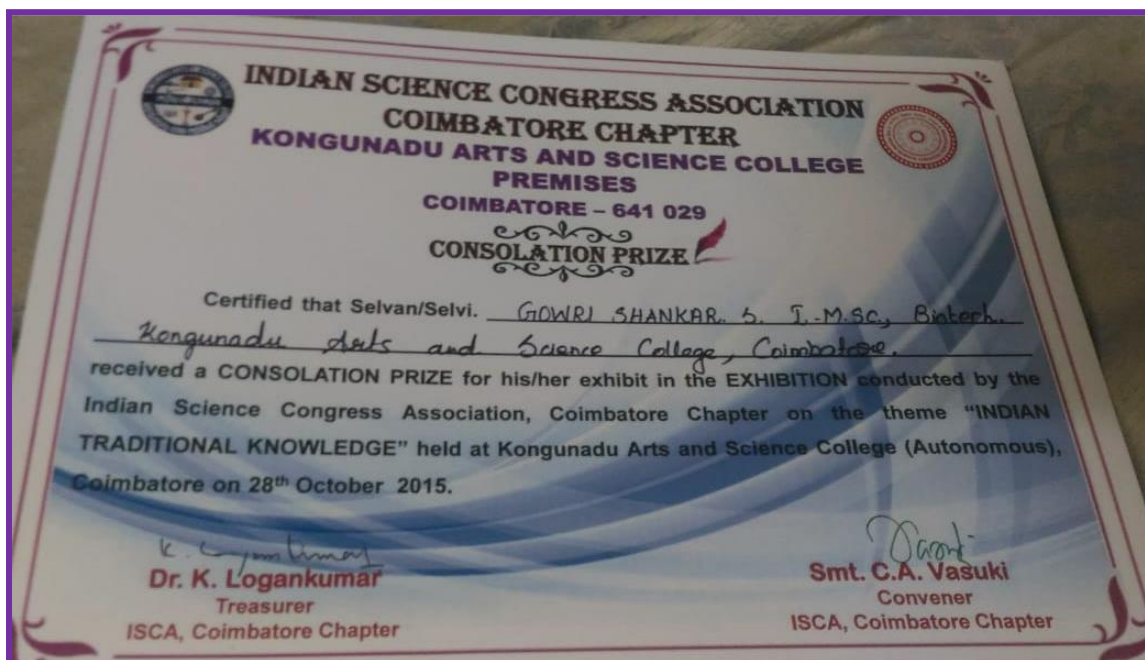 INDIAN SCIENCE CONGRESS ASSOCIATION
COIMBATORE CHAPTER
KONGUNADU ARTS AND SCIENCE COLLEGE
PREMISES
COIMBATORE – 641 029
CONSOLATION PRIZE
Certified that Selvan/Selvi. GOWRI SHANKAR. S. I-M.SC., Biotech.
Kongunadu Arts and Science College, Coimbatore.
received a CONSOLATION PRIZE for his/her exhibit in the EXHIBITION conducted by the
Indian Science Congress Association, Coimbatore Chapter on the theme "INDIAN
TRADITIONAL KNOWLEDGE" held at Kongunadu Arts and Science College (Autonomous),
Coimbatore on 28th October 2015.
Dr. K. Logankumar
Treasurer
ISCA, Coimbatore Chapter
Smt. C.A. Vasuki
Convener
ISCA, Coimbatore Chapter